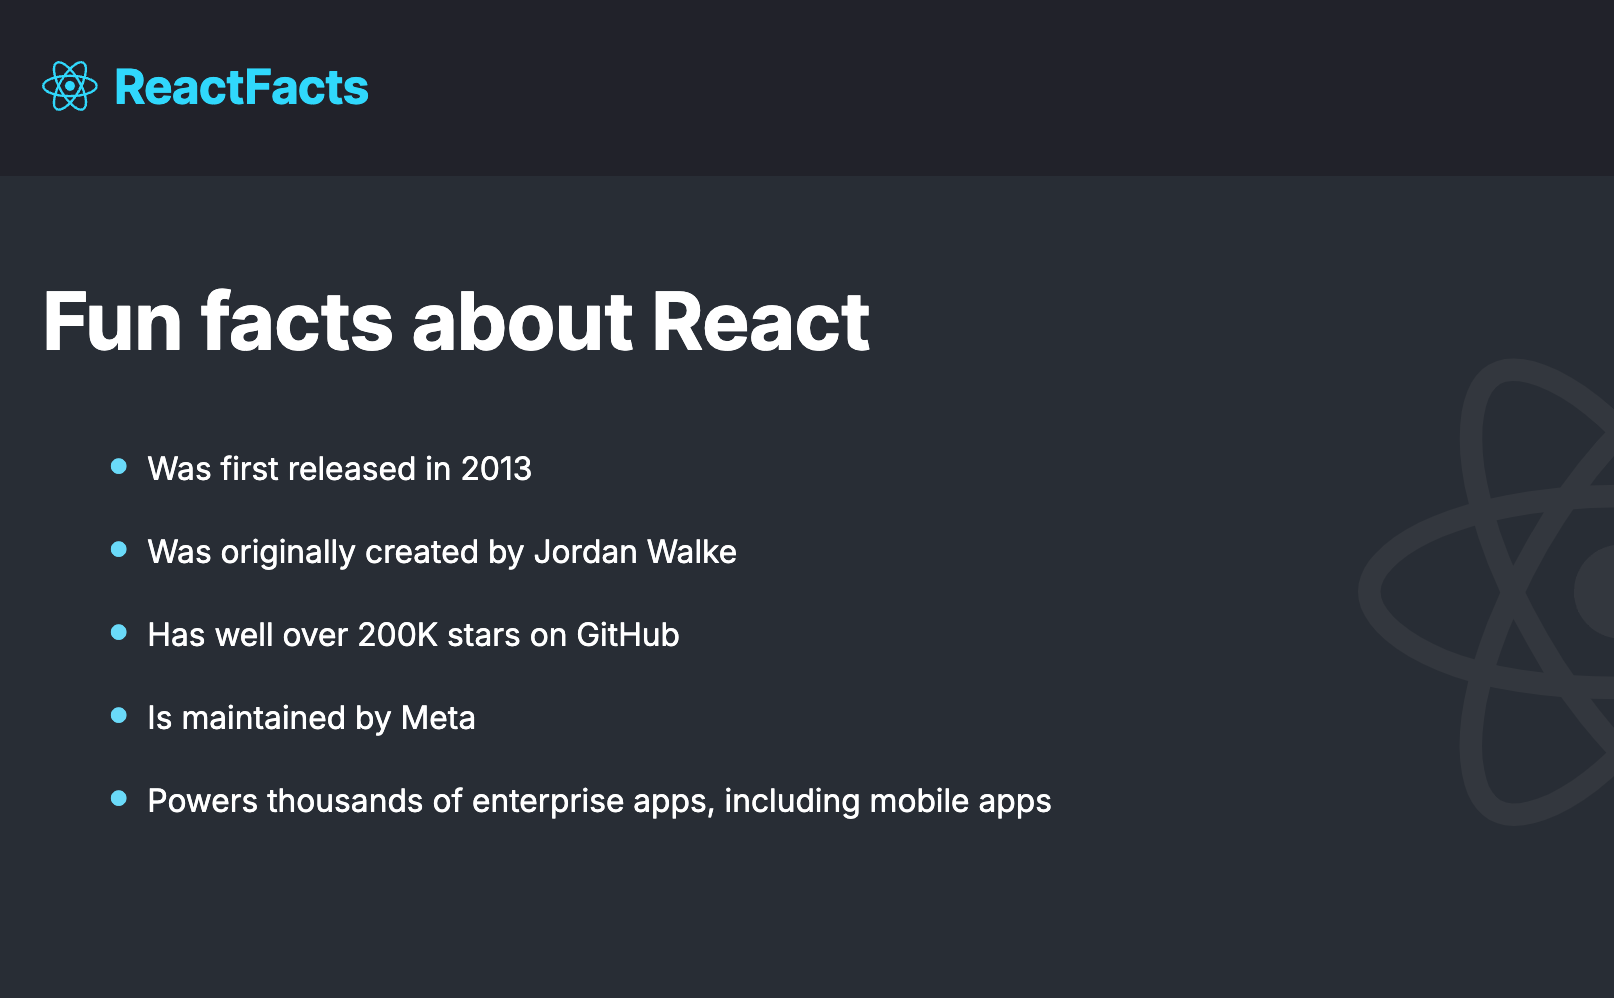 ReactFacts
Fun facts about React
Was first released in 2013
Was originally created by Jordan Walke
Has well over 200K stars on GitHub
Is maintained by Meta
Powers thousands of enterprise apps, including mobile apps